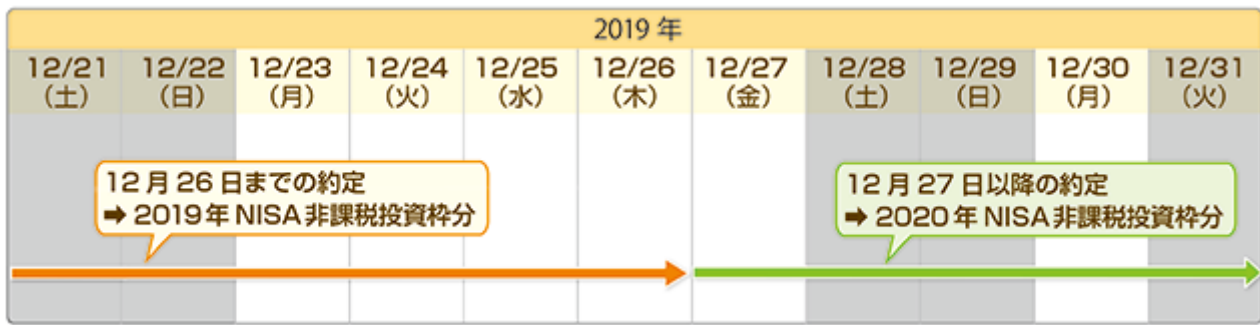 2019 年
12/21 12/22 12/23 12/24 12/25 12/26 12/27 12/28 12/29 12/30 12/31
(土) (日) (月) (火) (水) (木) (金) (土) (日) (月) (火)
12 月 26 日までの約定
➡ 2019 年 NISA 非課税投資枠分
12 月 27 日以降の約定
➡ 2020 年 NISA 非課税投資枠分